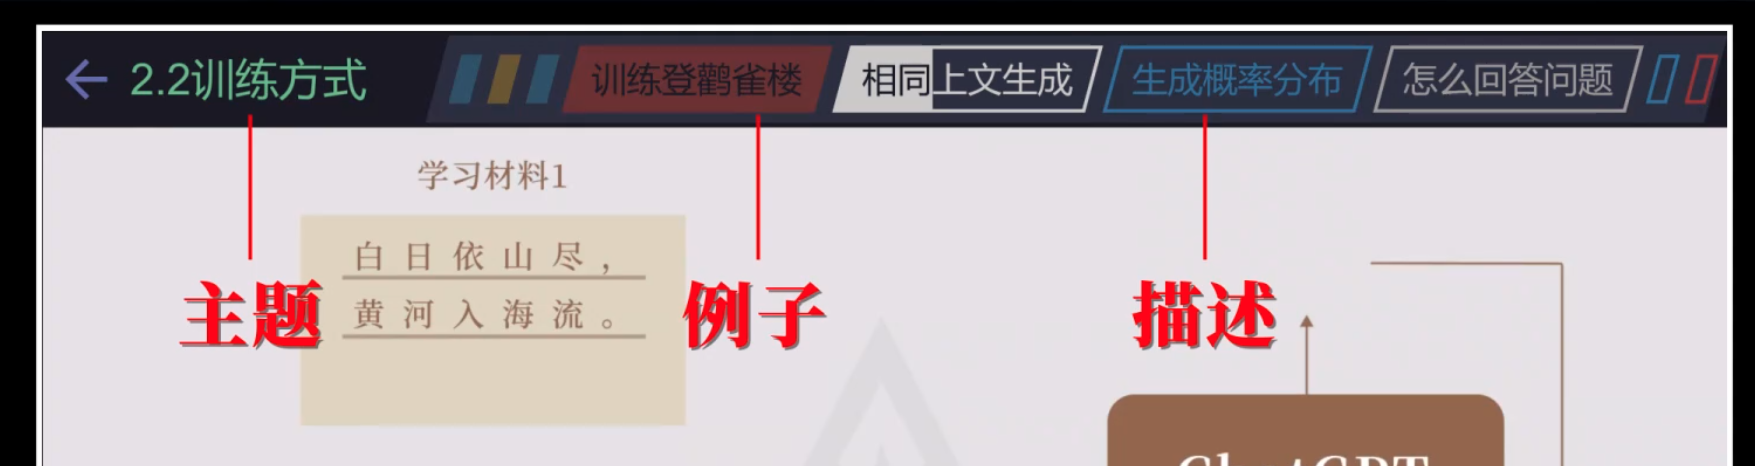 2.2训练方式
训练登鹳雀楼
相同上文生成
生成概率分布
怎么回答问题
学习材料1
白日依山尽，
黄河入海流。
主题
例子
描述
ChatGPT